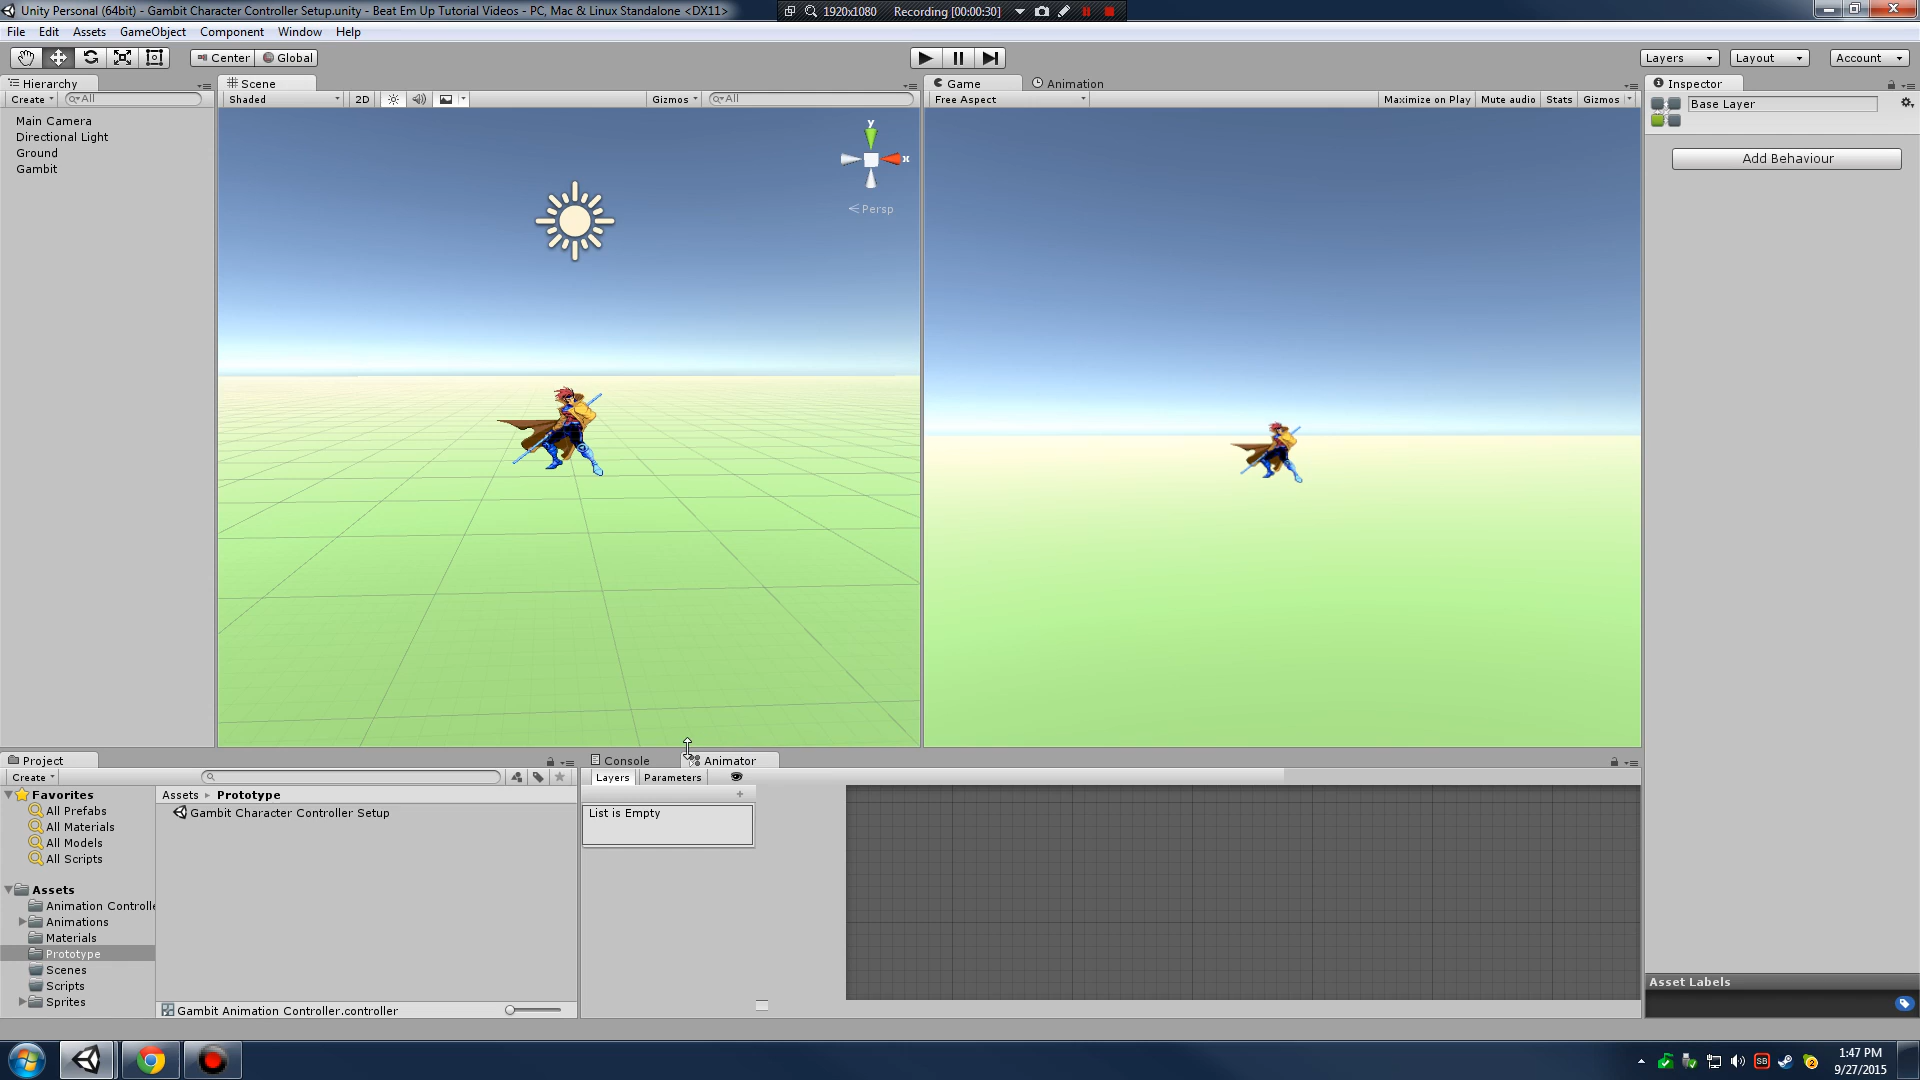 Unity Personal (64bit) - Gambit Character Controller Setup.unity - Beat Em Up Tutorial Videos - PC, Mac & Linux Standalone <DX11>
1920x1080
Recording [00:00:30]
File Edit Assets GameObject Component Window Help
Center Global
Layers Layout Account
Hierarchy
Create All
Main Camera
Directional Light
Ground
Gambit
Scene
Shaded 2D Gizmos All
y
x
Persp
Game Animation
Free Aspect Maximize on Play Mute audio Stats Gizmos
Inspector
Base Layer
Add Behaviour
Project
Create
Favorites
All Prefabs
All Materials
All Models
All Scripts
Assets
Animation Controlle
Animations
Materials
Prototype
Scenes
Scripts
Sprites
Assets Prototype
Gambit Character Controller Setup
Gambit Animation Controller.controller
Console Animator
Layers Parameters
+
List is Empty
Asset Labels
SB
2
1:47 PM
9/27/2015